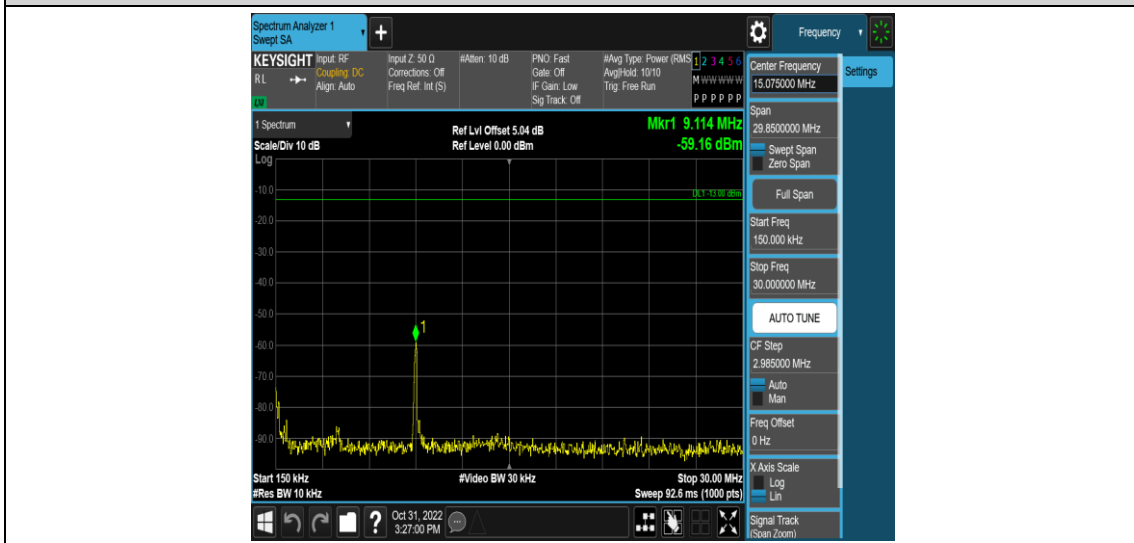 Spectrum Analyzer 1
Swept SA
+
Frequency
KEYSIGHT
RL
LXI
Input: RF
Coupling: DC
Align: Auto
Input Z: 50 Ω
Corrections: Off
Freq Ref: Int (S)
#Atten: 10 dB
PNO: Fast
Gate: Off
IF Gain: Low
Sig Track: Off
#Avg Type: Power (RMS
Avg|Hold: 10/10
Trig: Free Run
1 2 3 4 5 6
M W W W W W
P P P P P P
1 Spectrum
Scale/Div 10 dB
Log
Ref Lvl Offset 5.04 dB
Ref Level 0.00 dBm
Mkr1 9.114 MHz
-59.16 dBm
DL1 -13.00 dBm
-10.0
-20.0
-30.0
-40.0
-50.0
-60.0
-70.0
-80.0
-90.0
1
Start 150 kHz
#Res BW 10 kHz
#Video BW 30 kHz
Stop 30.00 MHz
Sweep 92.6 ms (1000 pts)
Center Frequency
15.075000 MHz
Settings
Span
29.8500000 MHz
Swept Span
Zero Span
Full Span
Start Freq
150.000 kHz
Stop Freq
30.000000 MHz
AUTO TUNE
CF Step
2.985000 MHz
Auto
Man
Freq Offset
0 Hz
X Axis Scale
Log
Lin
Signal Track
(Span Zoom)
?
Oct 31, 2022
3:27:00 PM